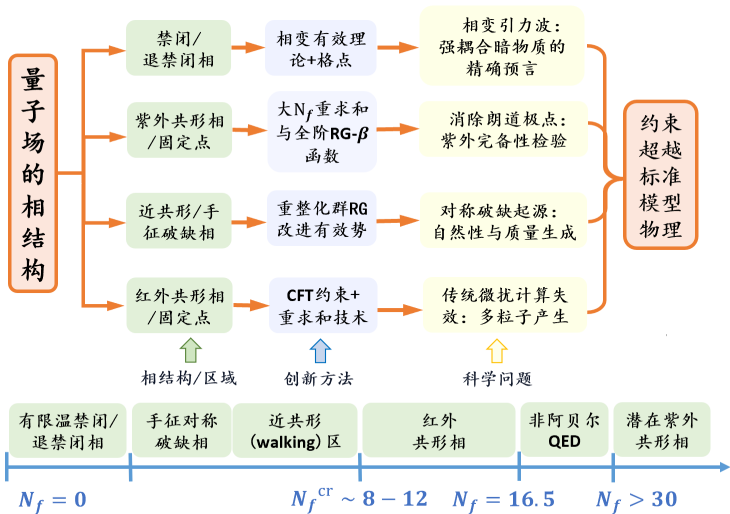 量子场的相结构
禁闭/
退禁闭相
相变有效理
论+格点
相变引力波：
强耦合暗物质的
精确预言
紫外共形相
/固定点
大N𝑓重求和
与全阶RG-β
函数
消除朗道极点：
紫外完备性检验
近共形/手
征破缺相
重整化群RG
改进有效势
对称破缺起源：
自然性与质量生成
红外共形相
/固定点
CFT约束+
重求和技术
传统微扰计算失
效：多粒子产生
约束
超越
标准
模型
物理
相结构/区域
创新方法
科学问题
有限温禁闭/
退禁闭相
手征对称
破缺相
近共形
(walking) 区
红外
共形相
非阿贝尔
QED
潜在紫外
共形相
N_f = 0
N_f^cr ~ 8 − 12
N_f = 16.5
N_f > 30